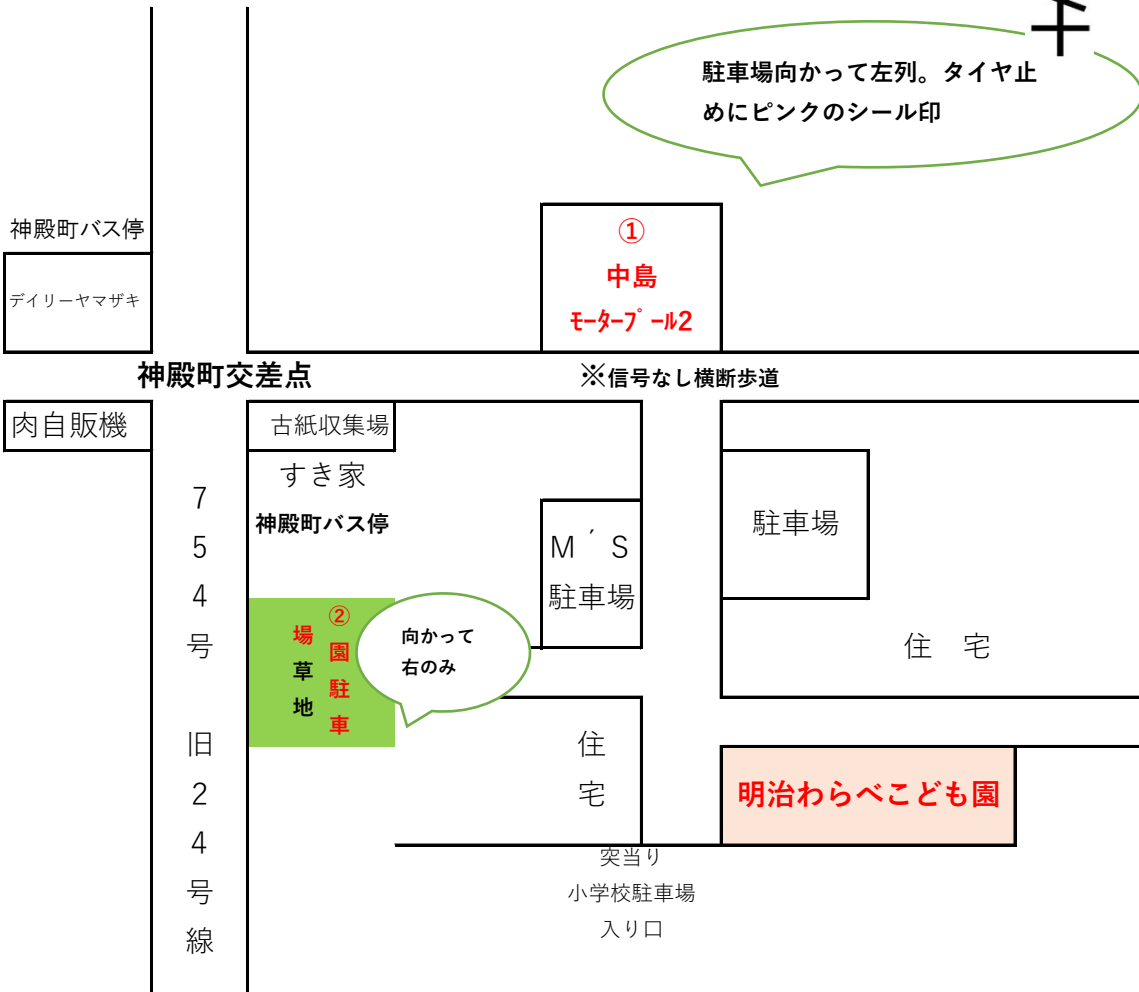 駐車場向かって左列。タイヤ止
めにピンクのシール印
神殿町バス停
デイリーヤマザキ
①
中島
ﾓｰﾀｰﾌﾟｰﾙ2
神殿町交差点
※信号なし横断歩道
肉自販機
古紙収集場
すき家
神殿町バス停
M´S
駐車場
駐車場
754号
旧24号線
②園駐車
場草地
向かって
右のみ
住宅
住宅
明治わらべこども園
突当り
小学校駐車場
入り口